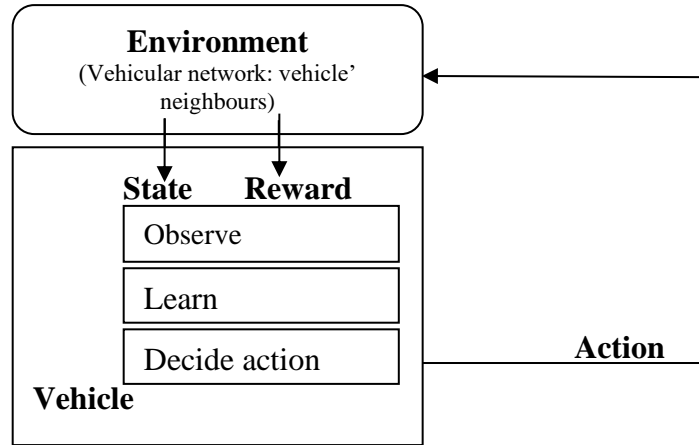 Environment
(Vehicular network: vehicle’
neighbours)
State Reward
Observe
Learn
Decide action
Action
Vehicle